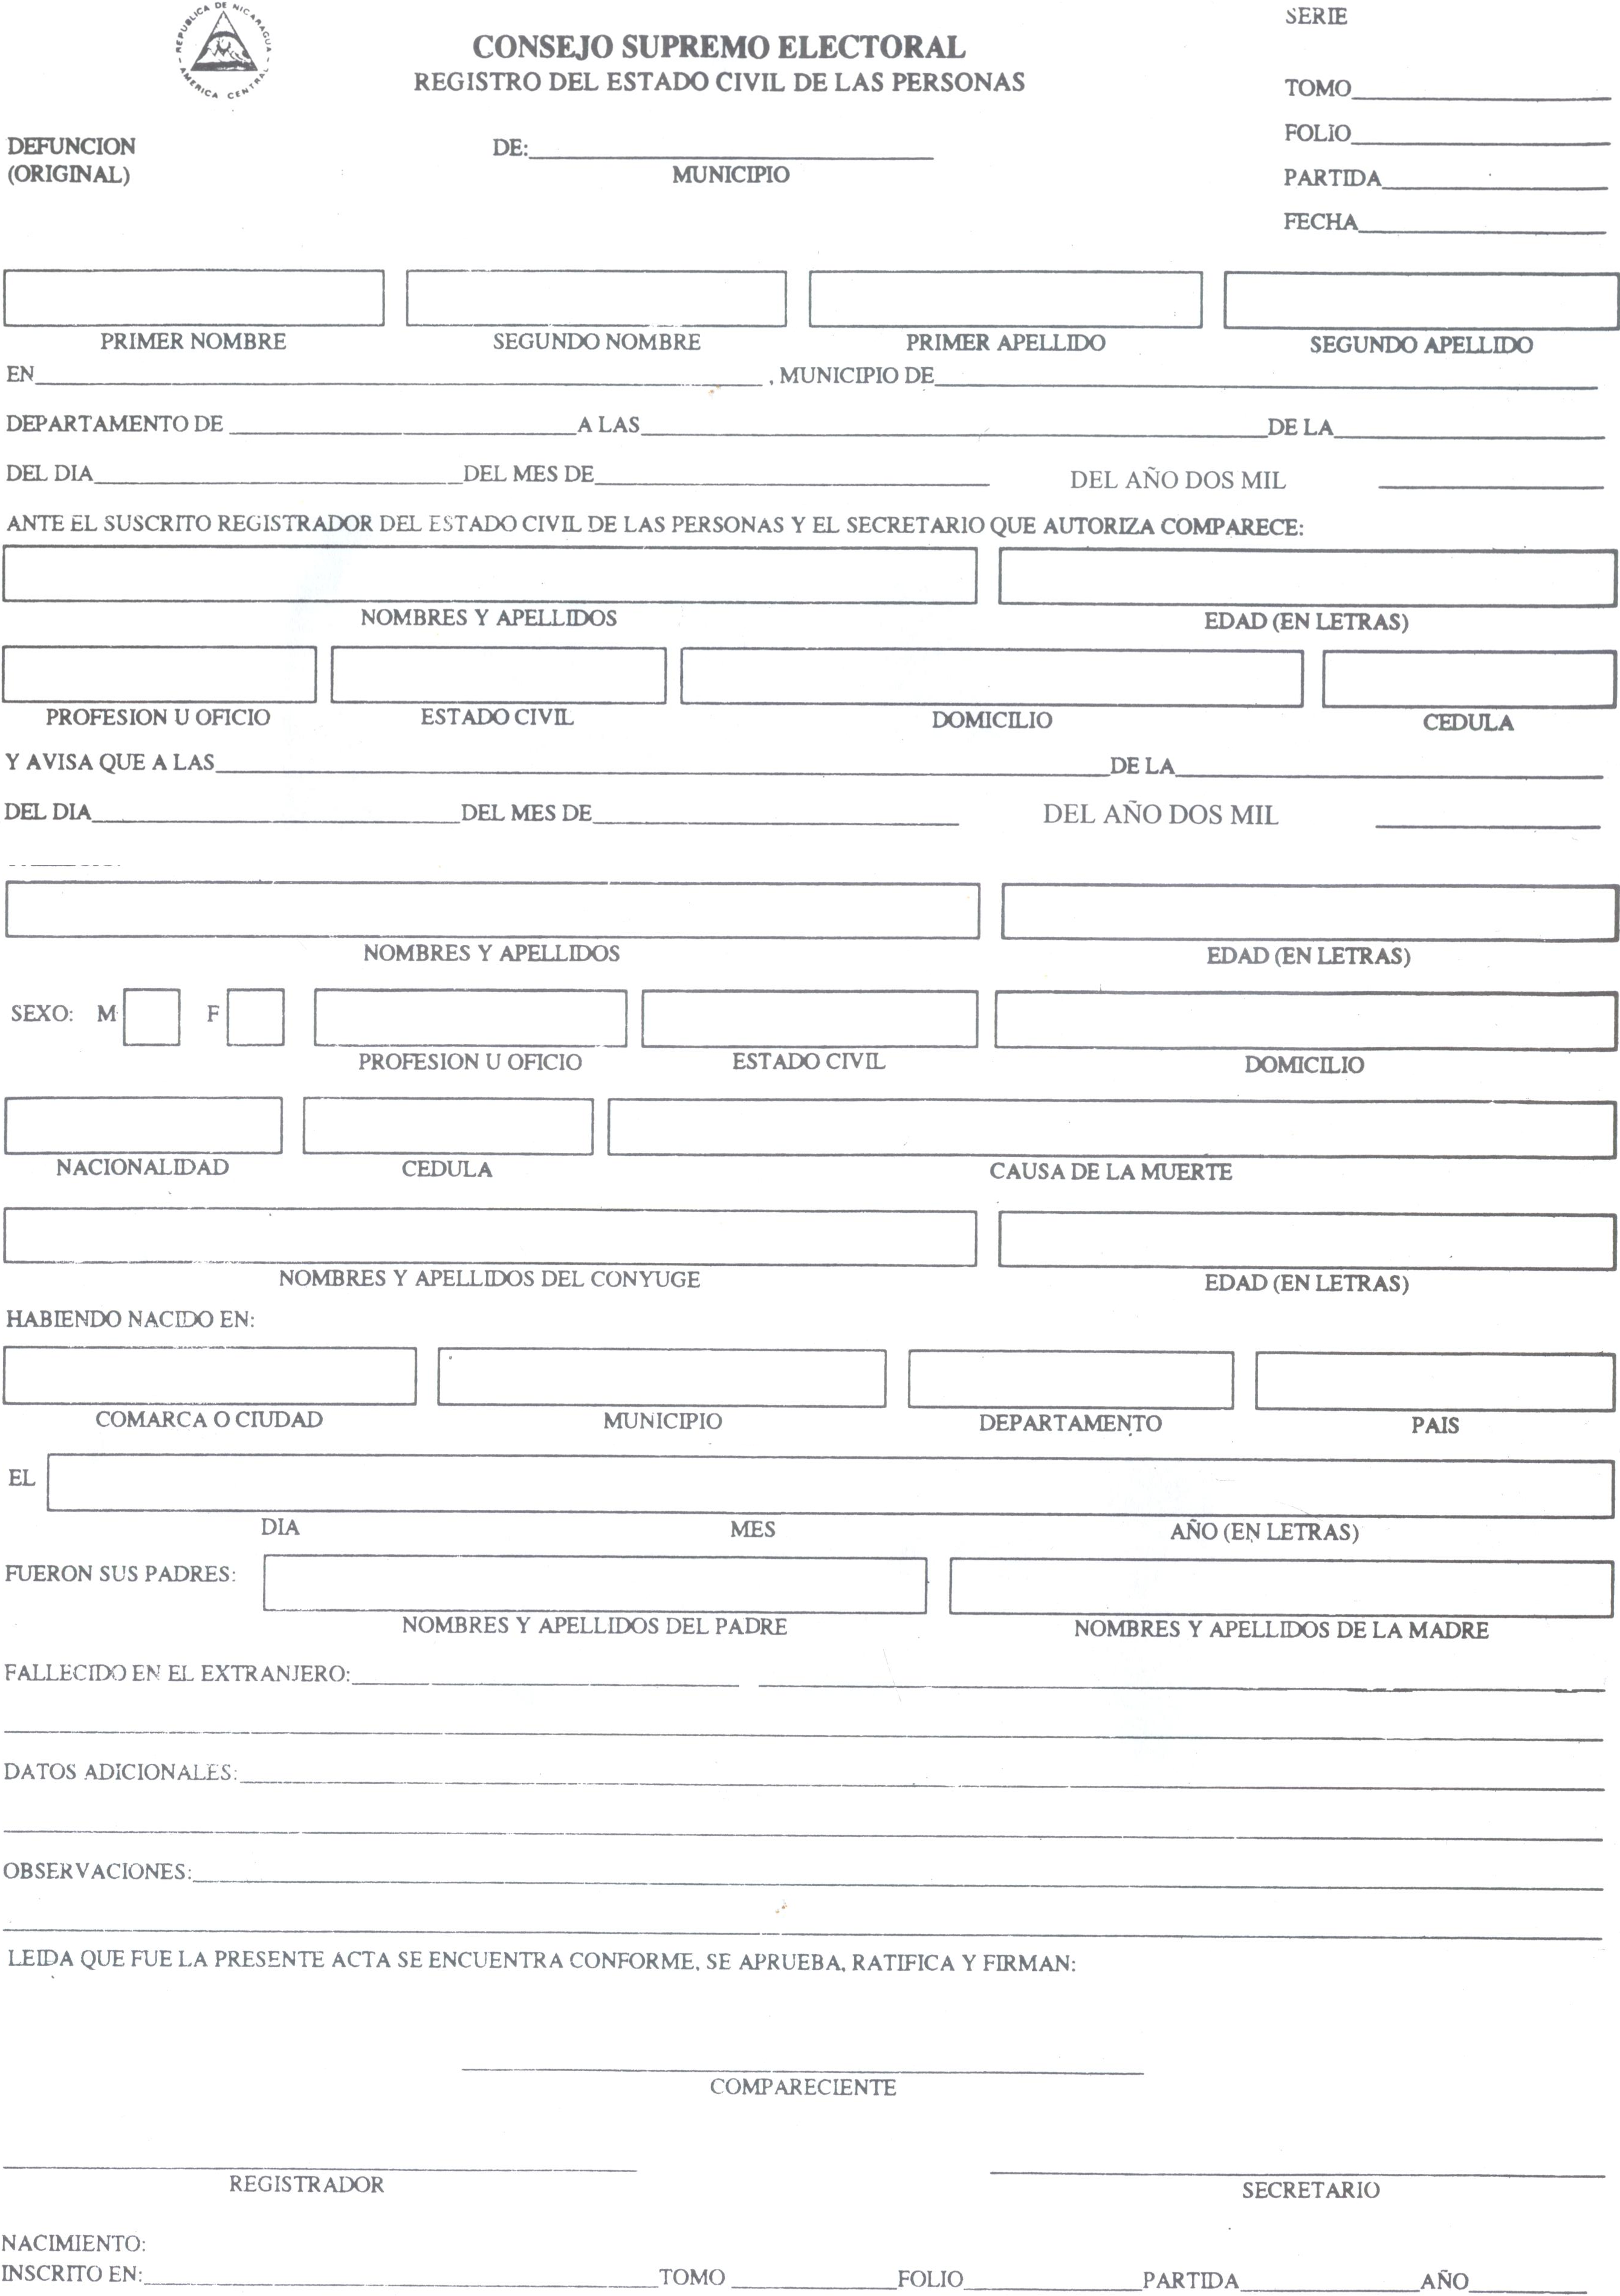 REPUBLICA DE NICARAGUA
AMERICA CENTRAL
CONSEJO SUPREMO ELECTORAL
REGISTRO DEL ESTADO CIVIL DE LAS PERSONAS
SERIE
TOMO
FOLIO
PARTIDA
FECHA
DEFUNCION
(ORIGINAL)
DE:
MUNICIPIO
PRIMER NOMBRE SEGUNDO NOMBRE PRIMER APELLIDO SEGUNDO APELLIDO
EN , MUNICIPIO DE
DEPARTAMENTO DE A LAS DE LA
DEL DIA DEL MES DE DEL AÑO DOS MIL
ANTE EL SUSCRITO REGISTRADOR DEL ESTADO CIVIL DE LAS PERSONAS Y EL SECRETARIO QUE AUTORIZA COMPARECE:
NOMBRES Y APELLIDOS EDAD (EN LETRAS)
PROFESION U OFICIO ESTADO CIVIL DOMICILIO CEDULA
Y AVISA QUE A LAS DE LA
DEL DIA DEL MES DE DEL AÑO DOS MIL
NOMBRES Y APELLIDOS EDAD (EN LETRAS)
SEXO: M F
PROFESION U OFICIO ESTADO CIVIL DOMICILIO
NACIONALIDAD CEDULA CAUSA DE LA MUERTE
NOMBRES Y APELLIDOS DEL CONYUGE EDAD (EN LETRAS)
HABIENDO NACIDO EN:
COMARCA O CIUDAD MUNICIPIO DEPARTAMENTO PAIS
EL
DIA MES AÑO (EN LETRAS)
FUERON SUS PADRES:
NOMBRES Y APELLIDOS DEL PADRE NOMBRES Y APELLIDOS DE LA MADRE
FALLECIDO EN EL EXTRANJERO:
DATOS ADICIONALES:
OBSERVACIONES:
LEIDA QUE FUE LA PRESENTE ACTA SE ENCUENTRA CONFORME, SE APRUEBA, RATIFICA Y FIRMAN:
COMPARECIENTE
REGISTRADOR SECRETARIO
NACIMIENTO:
INSCRITO EN: TOMO FOLIO PARTIDA AÑO